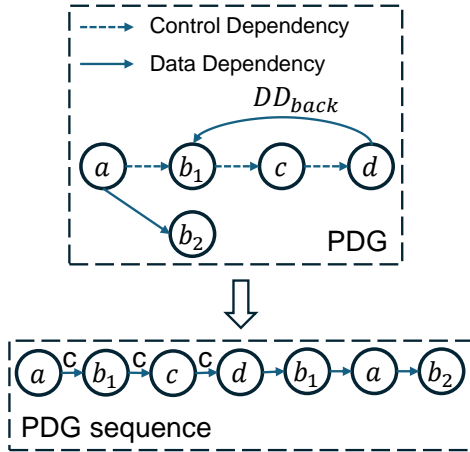 Control Dependency
Data Dependency
DD_back
a b₁ c d
b₂
PDG
c c c
a b₁ c d b₁ a b₂
PDG sequence